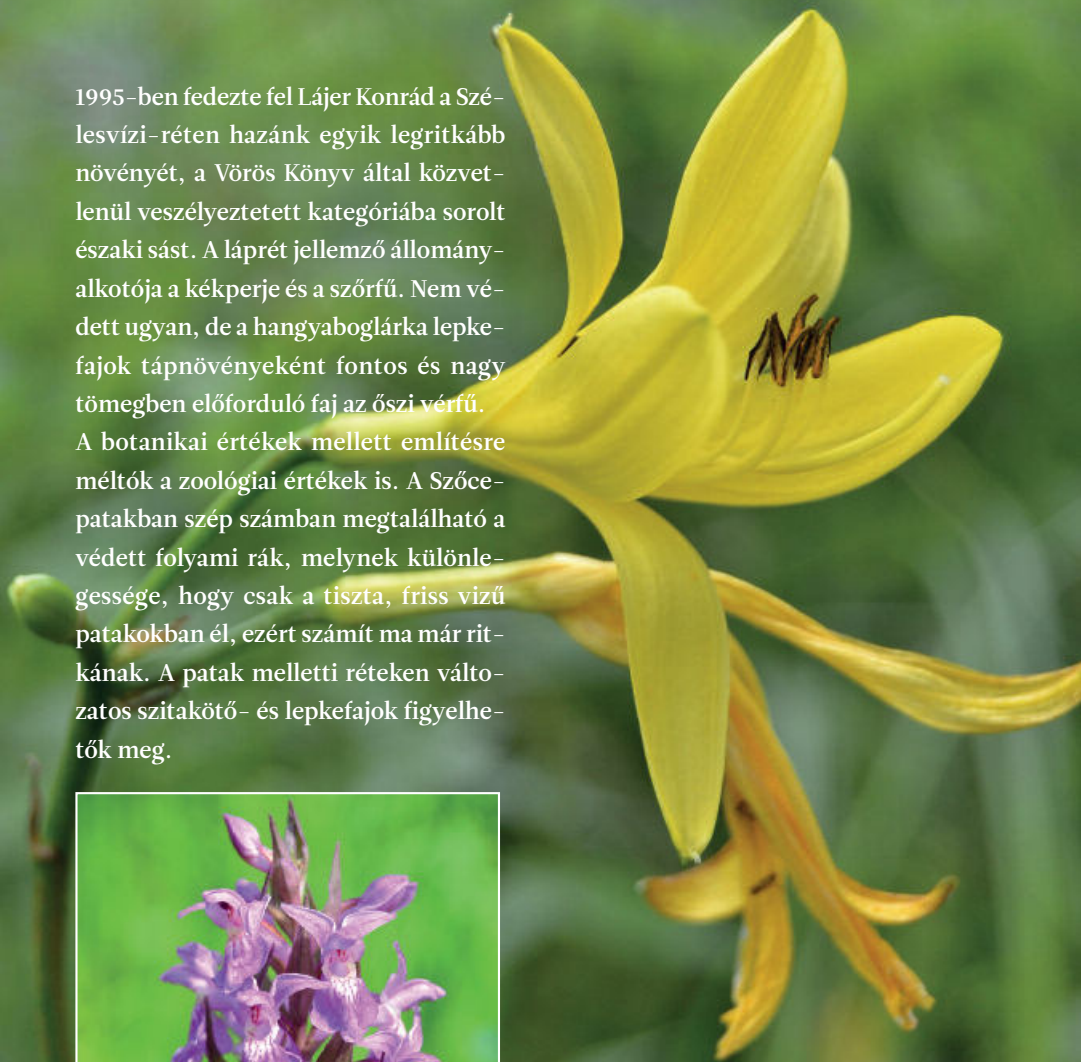 1995-ben fedezte fel Lájer Konrád a Szé-
lesvízi-réten hazánk egyik legritkább
növényét, a Vörös Könyv által közvet-
lenül veszélyeztetett kategóriába sorolt
északi sást. A láprét jellemző állomány-
alkotója a kékperje és a szőrfű. Nem vé-
dett ugyan, de a hangyaboglárka lepke-
fajok tápnövényeként fontos és nagy
tömegben előforduló faj az őszi vérfű.
A botanikai értékek mellett említésre
méltók a zoológiai értékek is. A Szőce-
patakban szép számban megtalálható a
védett folyami rák, melynek különle-
gessége, hogy csak a tiszta, friss vizű
patakokban él, ezért számít ma már rit-
kának. A patak melletti réteken válto-
zatos szitakötő- és lepkefajok figyelhe-
tők meg.